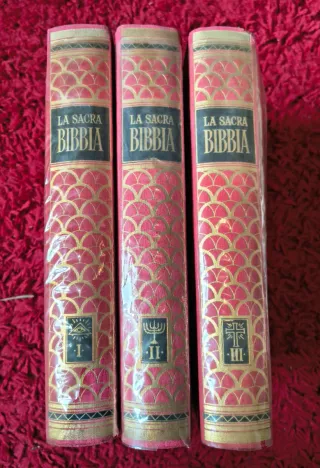 LA SACRA
BIBBIA
· I ·
LA SACRA
BIBBIA
· II ·
LA SACRA
BIBBIA
· III ·